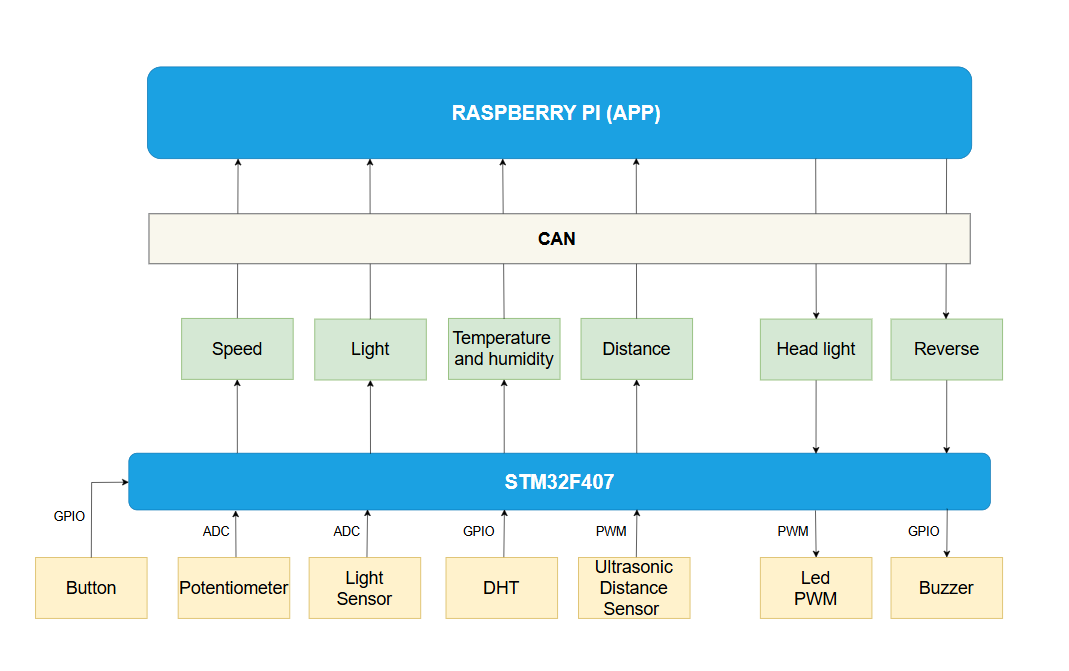 RASPBERRY PI (APP)
CAN
Speed
Light
Temperature
and humidity
Distance
Head light
Reverse
STM32F407
GPIO
ADC
ADC
GPIO
PWM
PWM
GPIO
Button
Potentiometer
Light
Sensor
DHT
Ultrasonic
Distance
Sensor
Led
PWM
Buzzer